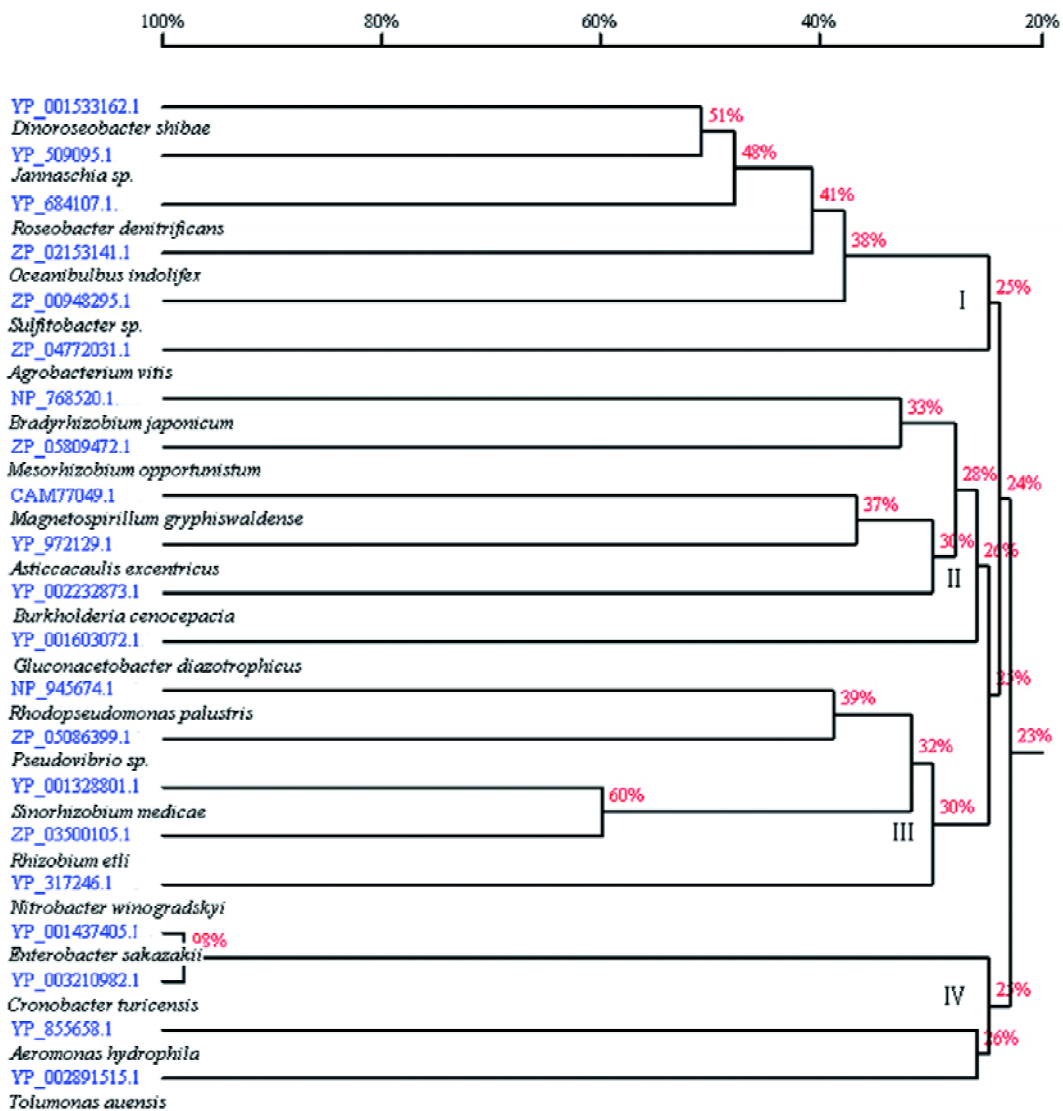 100% 80% 60% 40% 20%
YP_001533162.1
51%
Dinoroseobacter shibae
YP_509095.1
48%
Jannaschia sp.
YP_684107.1.
41%
Roseobacter denitrificans
ZP_02153141.1
38%
Oceanibulbus indolifex
25%
ZP_00948295.1
I
Sulfitobacter sp.
ZP_04772031.1
Agrobacterium vitis
NP_768520.1.
33%
Bradyrhizobium japonicum
ZP_05809472.1
Mesorhizobium opportunistum
28%
24%
CAM77049.1
37%
Magnetospirillum gryphiswaldense
YP_972129.1
30%
26%
Asticcacaulis excentricus
II
YP_002232873.1
Burkholderia cenocepacia
YP_001603072.1
Gluconacetobacter diazotrophicus
25%
NP_945674.1
39%
Rhodopseudomonas palustris
ZP_05086399.1
23%
32%
Pseudovibrio sp.
YP_001328801.1
60%
30%
Sinorhizobium medicae
III
ZP_03500105.1
Rhizobium etli
YP_317246.1
Nitrobacter winogradskyi
YP_001437405.1
98%
Enterobacter sakazakii
YP_003210982.1
25%
IV
Cronobacter turicensis
YP_855658.1
26%
Aeromonas hydrophila
YP_002891515.1
Tolumonas auensis